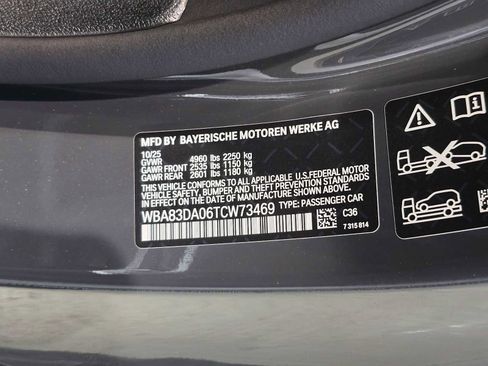 MFD BY BAYERISCHE MOTOREN WERKE AG
10/25
GVWR 4960 lbs 2250 kg
GAWR FRONT 2535 lbs 1150 kg
GAWR REAR 2601 lbs 1180 kg
THIS VEHICLE CONFORMS TO ALL APPLICABLE U.S.FEDERAL MOTOR
VEHICLE SAFETY, BUMPER, AND THEFT PREVENTION STANDARDS
IN EFFECT ON THE DATE OF MANUFACTURE SHOWN ABOVE.
WBA83DA06TCW73469 TYPE: PASSENGER CAR
C36
7 315 814